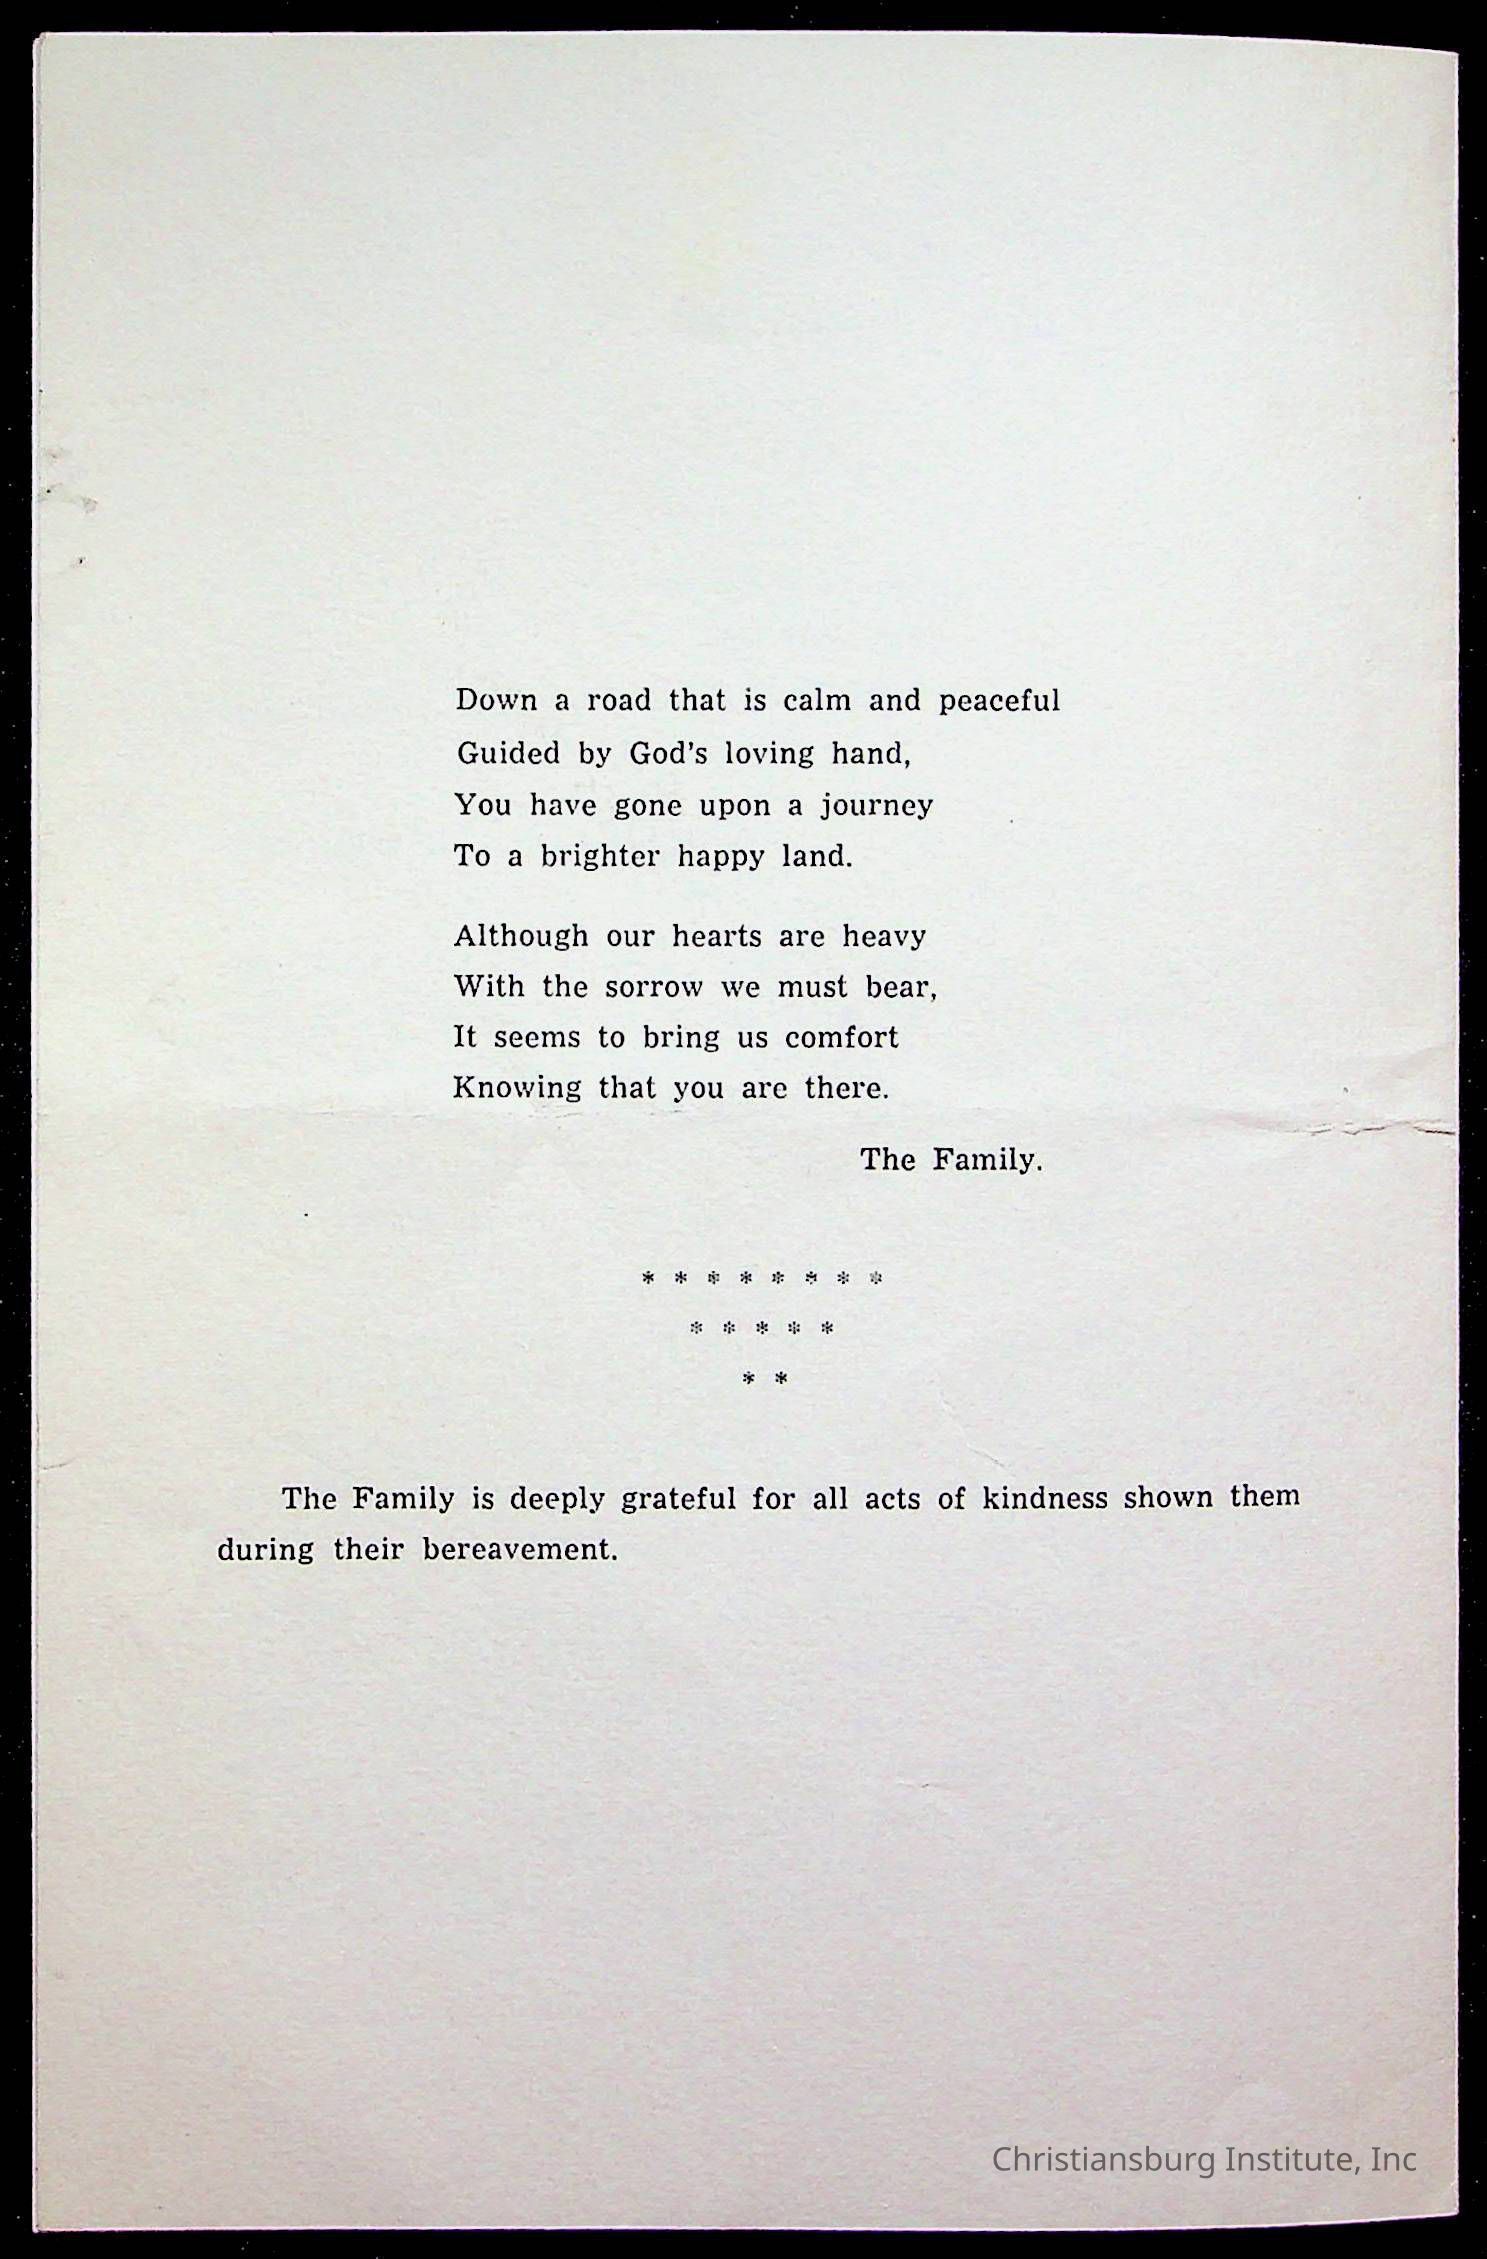 Down a road that is calm and peaceful
Guided by God's loving hand,
You have gone upon a journey
To a brighter happy land.
Although our hearts are heavy
With the sorrow we must bear,
It seems to bring us comfort
Knowing that you are there.
The Family.
* * * * * * * *
* * * * *
* *
The Family is deeply grateful for all acts of kindness shown them
during their bereavement.
Christiansburg Institute, Inc